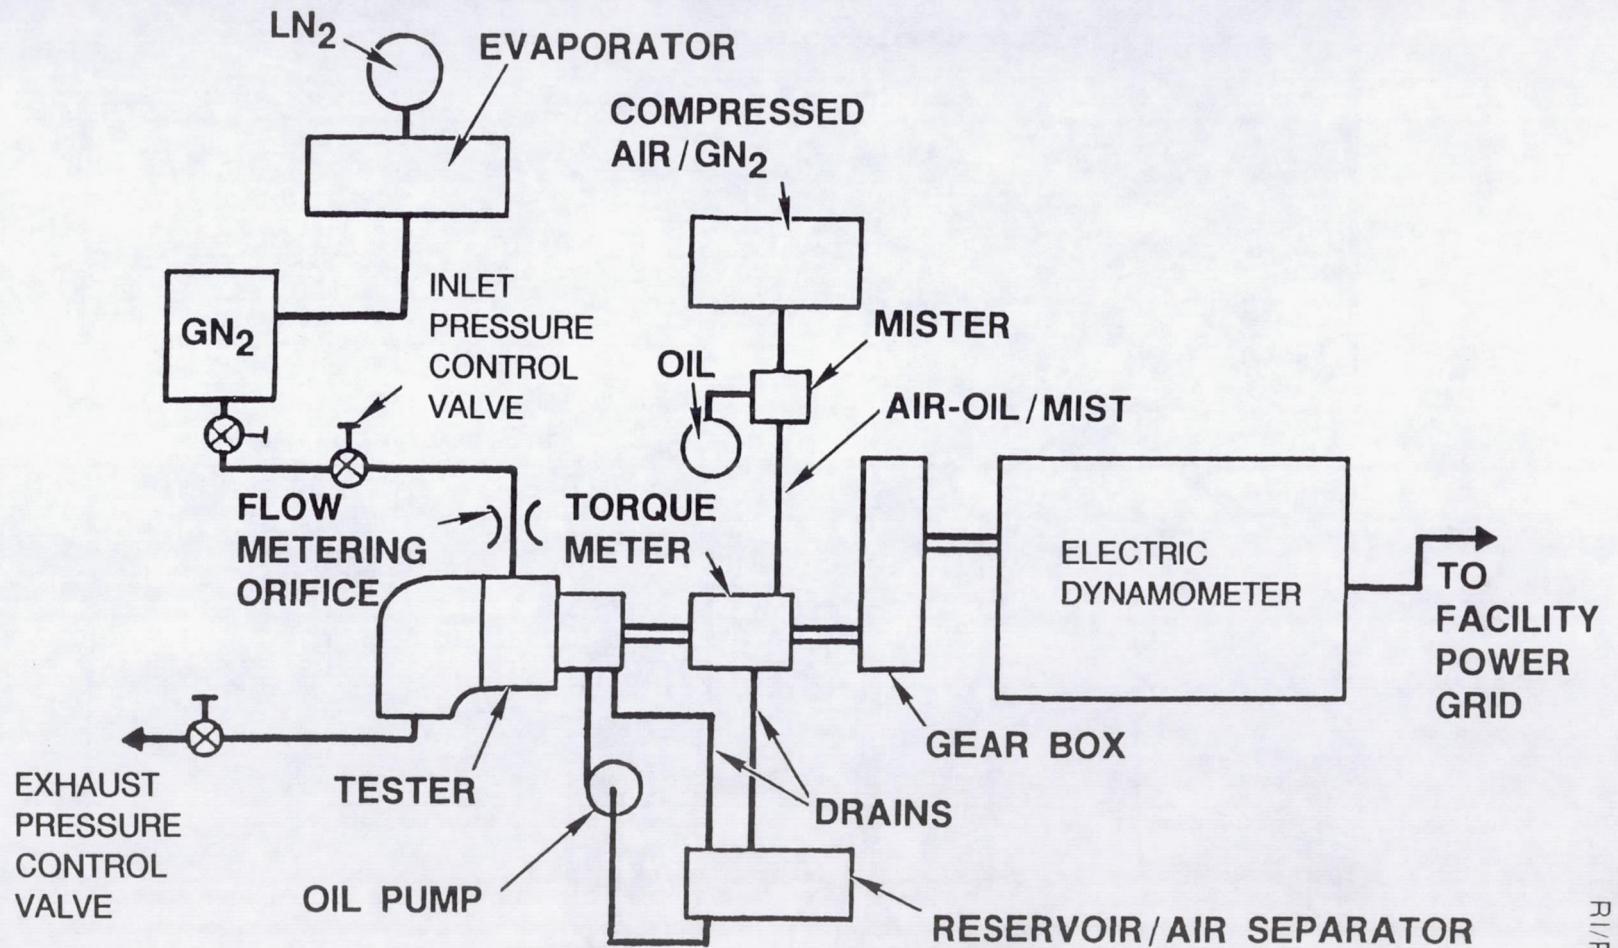 LN2
EVAPORATOR
COMPRESSED
AIR/GN2
INLET
PRESSURE
CONTROL
VALVE
GN2
MISTER
OIL
AIR-OIL/MIST
FLOW
METERING
ORIFICE
TORQUE
METER
ELECTRIC
DYNAMOMETER
TO
FACILITY
POWER
GRID
GEAR BOX
TESTER
EXHAUST
PRESSURE
CONTROL
VALVE
DRAINS
OIL PUMP
RESERVOIR/AIR SEPARATOR